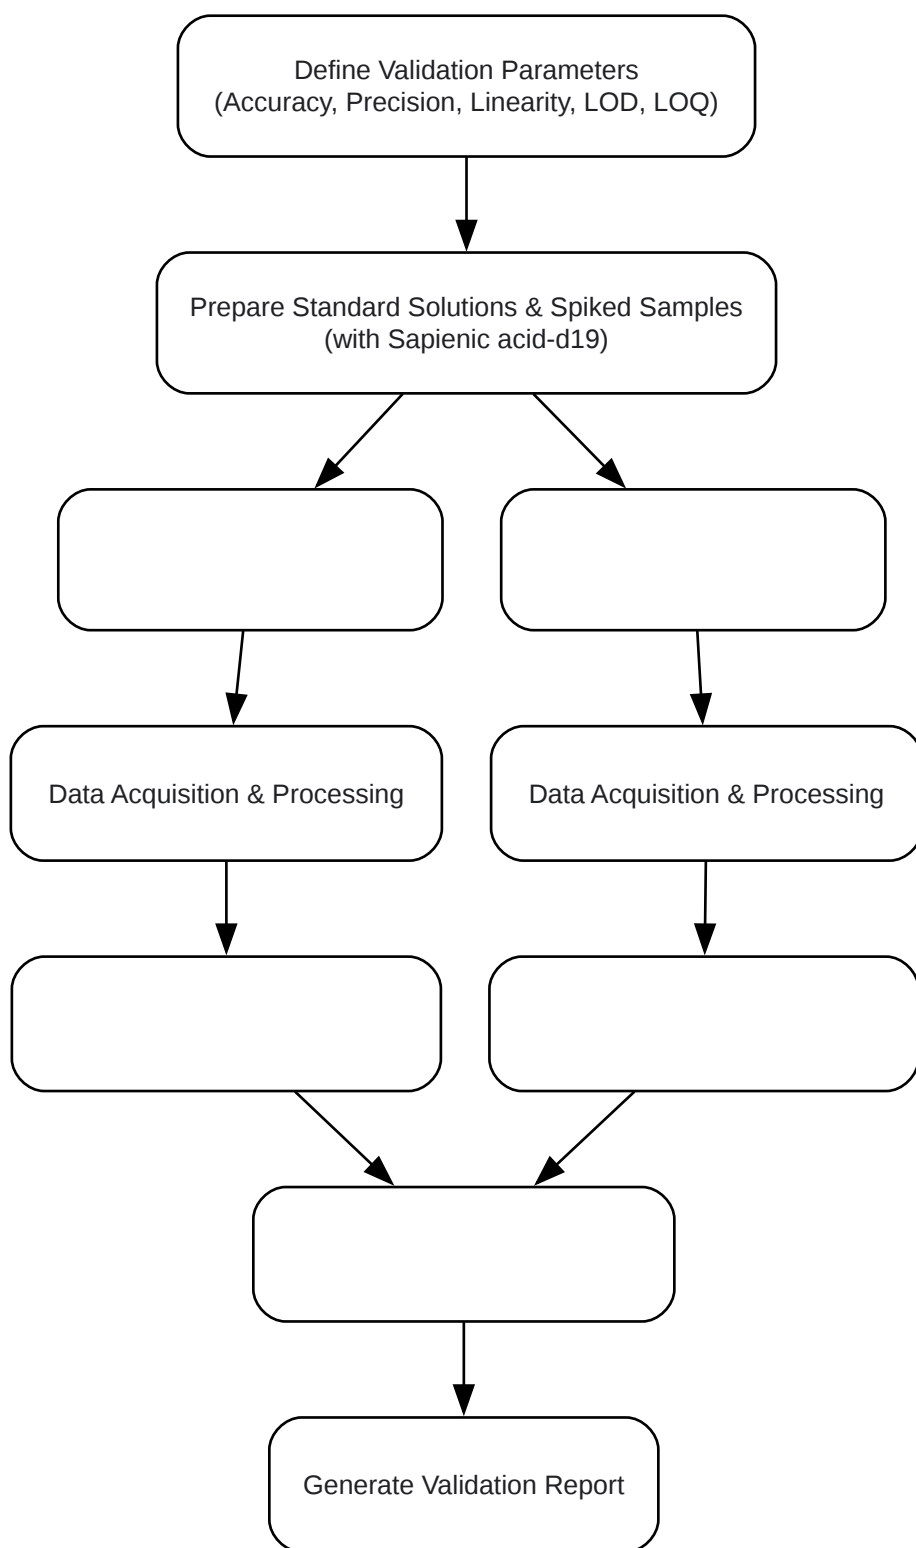 Define Validation Parameters
(Accuracy, Precision, Linearity, LOD, LOQ)
Prepare Standard Solutions & Spiked Samples
(with Sapienic acid-d19)
Data Acquisition & Processing
Data Acquisition & Processing
Generate Validation Report